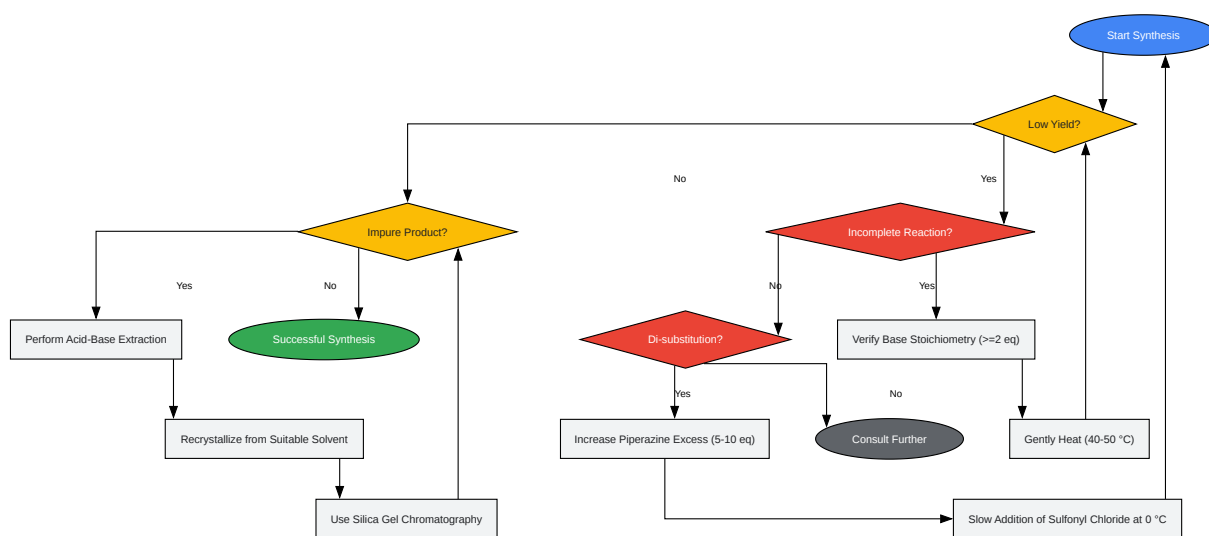 Start Synthesis
Low Yield?
No
Yes
Impure Product?
Incomplete Reaction?
Yes
No
No
Yes
Perform Acid-Base Extraction
Successful Synthesis
Di-substitution?
Verify Base Stoichiometry (>=2 eq)
Yes
No
Recrystallize from Suitable Solvent
Increase Piperazine Excess (5-10 eq)
Consult Further
Gently Heat (40-50 °C)
Use Silica Gel Chromatography
Slow Addition of Sulfonyl Chloride at 0 °C